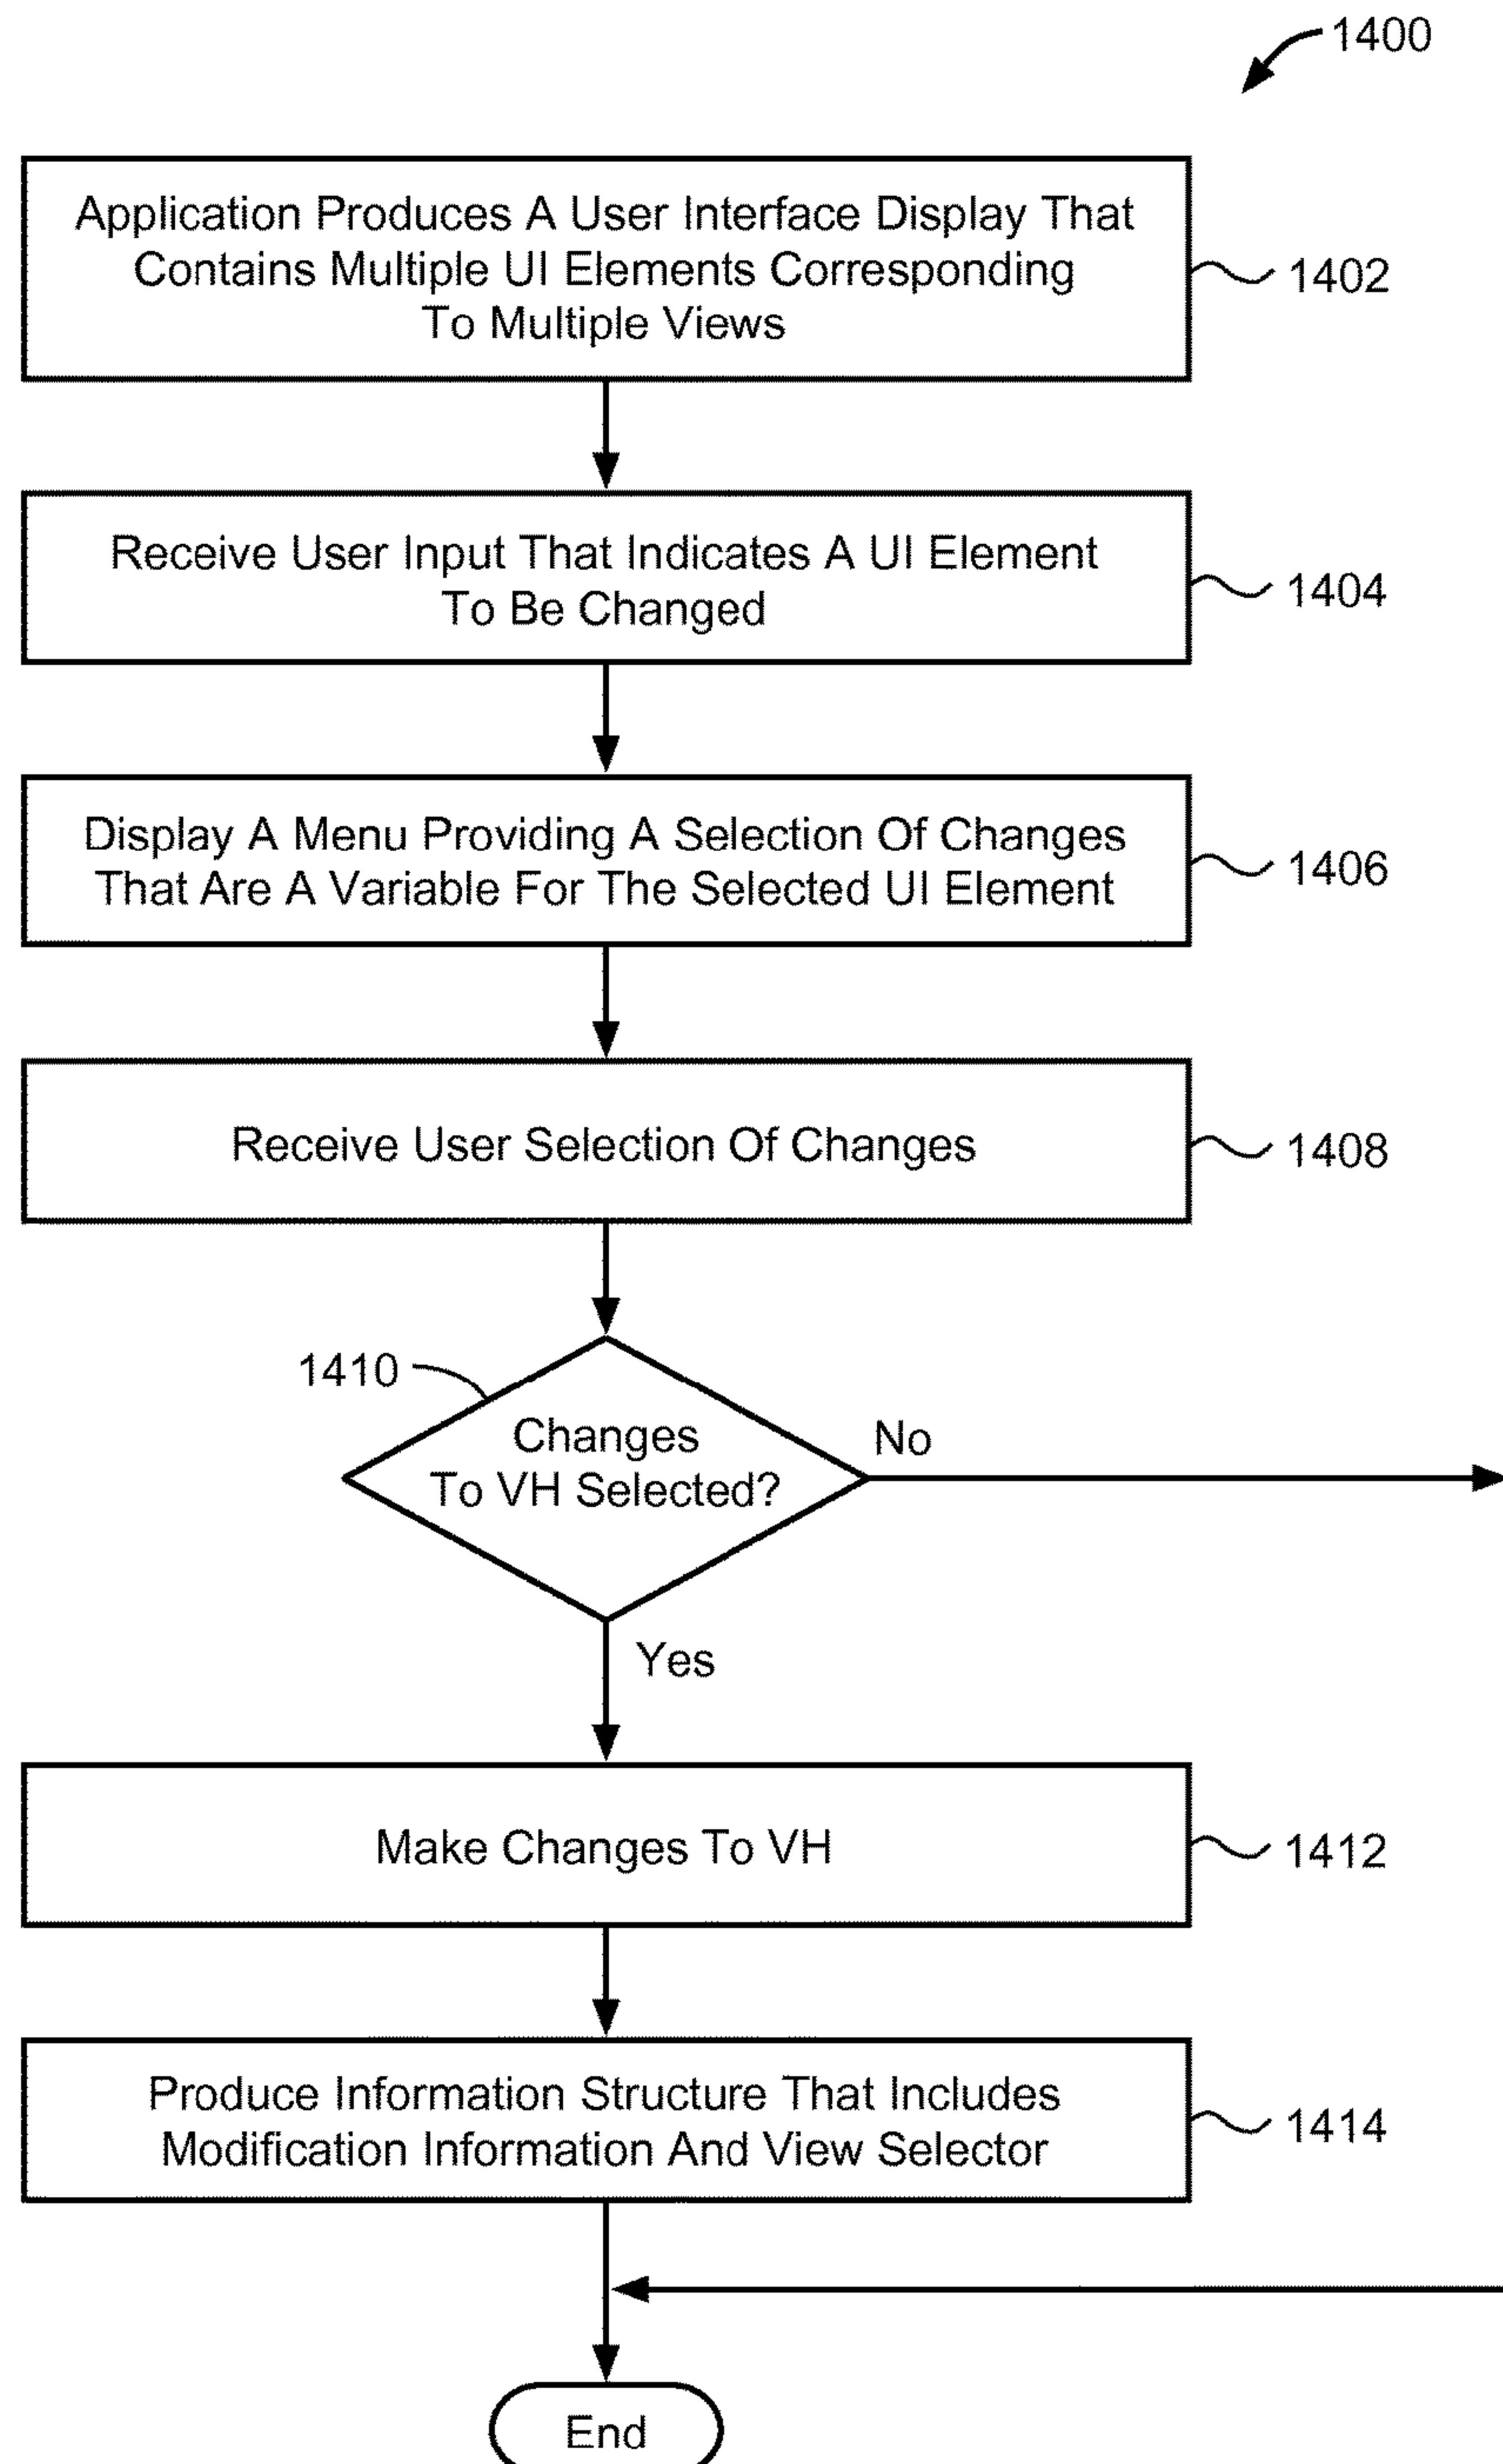 1400
Application Produces A User Interface Display That
Contains Multiple UI Elements Corresponding
To Multiple Views
1402
Receive User Input That Indicates A UI Element
To Be Changed
1404
Display A Menu Providing A Selection Of Changes
That Are A Variable For The Selected UI Element
1406
Receive User Selection Of Changes
1408
1410
Changes
To VH Selected?
No
Yes
Make Changes To VH
1412
Produce Information Structure That Includes
Modification Information And View Selector
1414
End